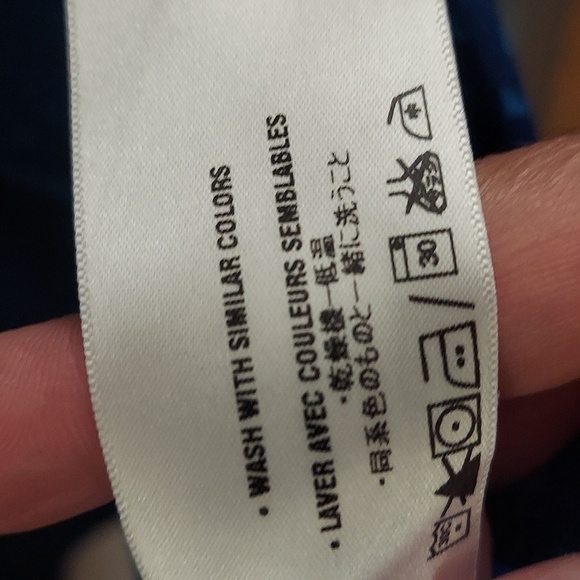 • WASH WITH SIMILAR COLORS
• LAVER AVEC COULEURS SEMBLABLES
・乾燥機－低温
・同系色のものと一緒に洗うこと
30